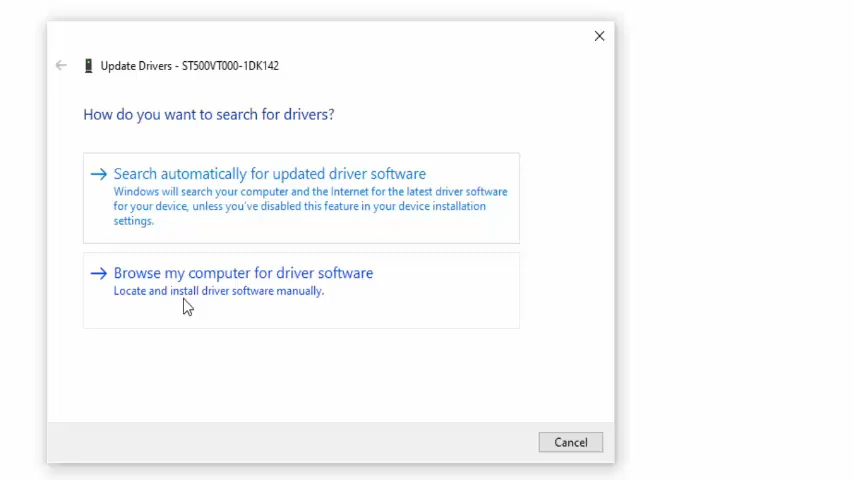 Update Drivers - ST500VT000-1DK142
How do you want to search for drivers?
Search automatically for updated driver software
Windows will search your computer and the Internet for the latest driver software
for your device, unless you've disabled this feature in your device installation
settings.
Browse my computer for driver software
Locate and install driver software manually.
Cancel